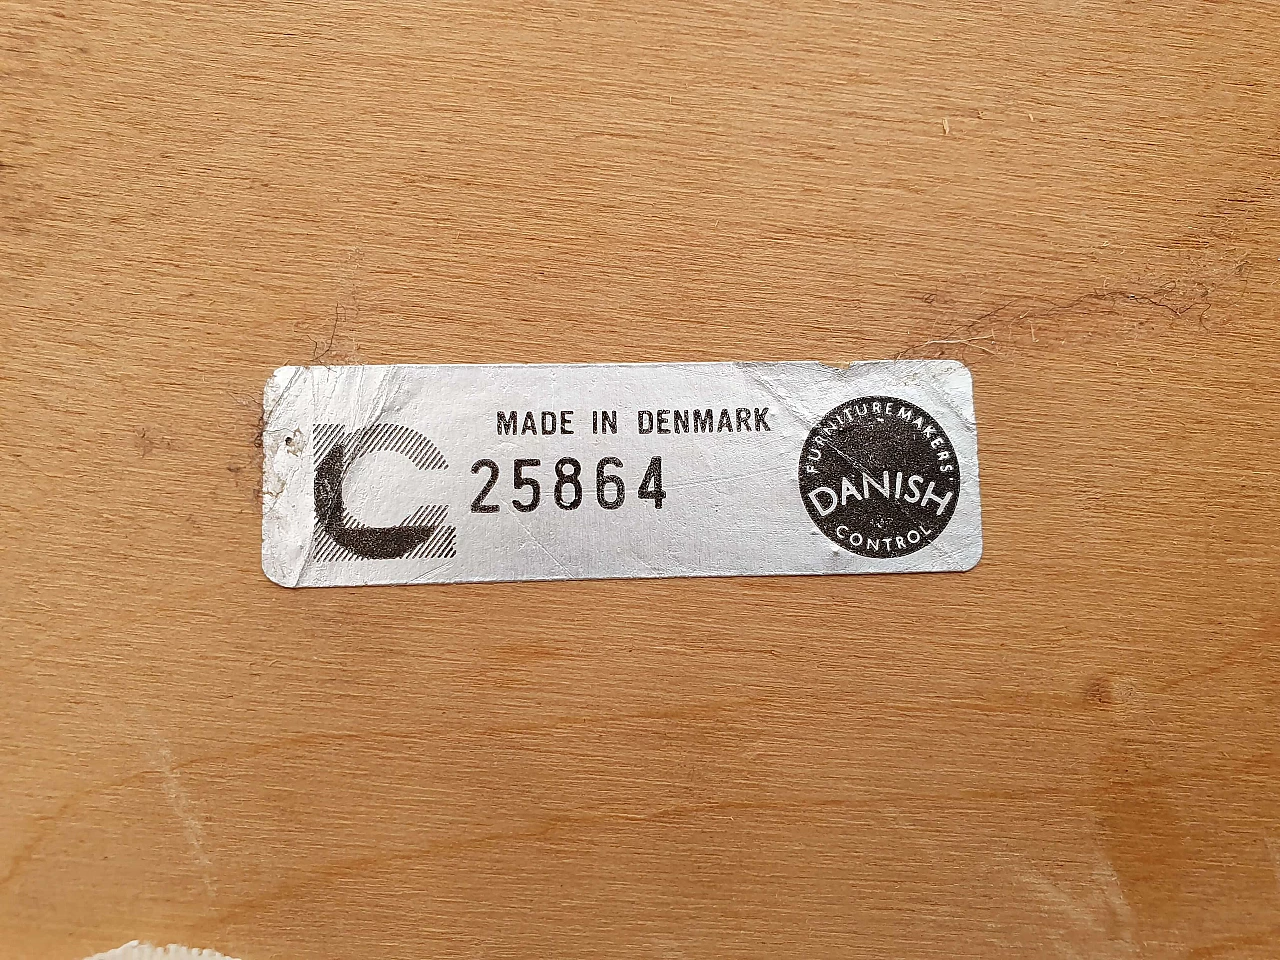 MADE IN DENMARK
C 25864
FURNITUREMAKERS
DANISH
CONTROL